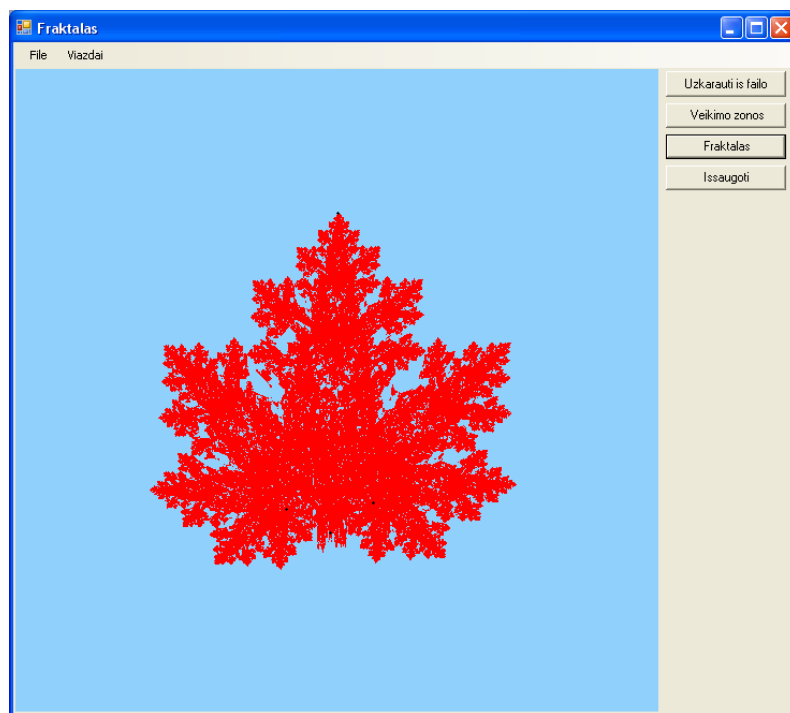 Fraktalas
File Viazdai
Uzkarauti is failo
Veikimo zonos
Fraktalas
Issaugoti